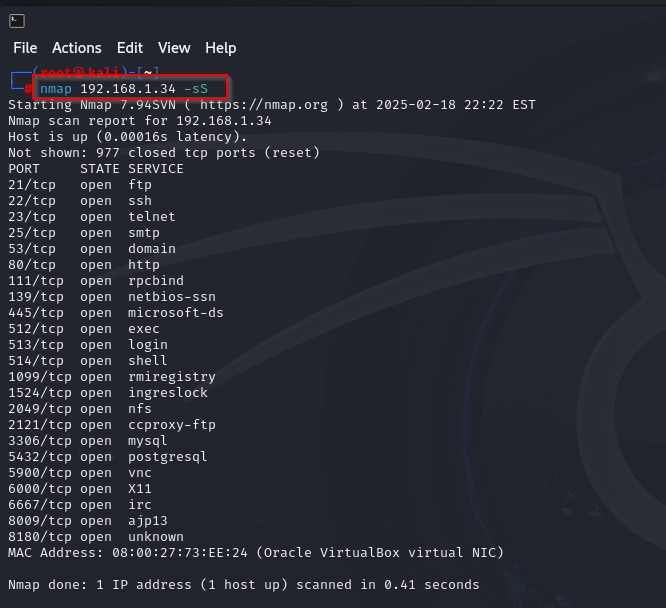 File Actions Edit View Help
┌──(root㉿kali)-[~]
└─# nmap 192.168.1.34 -sS
Starting Nmap 7.94SVN ( https://nmap.org ) at 2025-02-18 22:22 EST
Nmap scan report for 192.168.1.34
Host is up (0.00016s latency).
Not shown: 977 closed tcp ports (reset)
PORT     STATE SERVICE
21/tcp   open  ftp
22/tcp   open  ssh
23/tcp   open  telnet
25/tcp   open  smtp
53/tcp   open  domain
80/tcp   open  http
111/tcp  open  rpcbind
139/tcp  open  netbios-ssn
445/tcp  open  microsoft-ds
512/tcp  open  exec
513/tcp  open  login
514/tcp  open  shell
1099/tcp open  rmiregistry
1524/tcp open  ingreslock
2049/tcp open  nfs
2121/tcp open  ccproxy-ftp
3306/tcp open  mysql
5432/tcp open  postgresql
5900/tcp open  vnc
6000/tcp open  X11
6667/tcp open  irc
8009/tcp open  ajp13
8180/tcp open  unknown
MAC Address: 08:00:27:73:EE:24 (Oracle VirtualBox virtual NIC)
Nmap done: 1 IP address (1 host up) scanned in 0.41 seconds